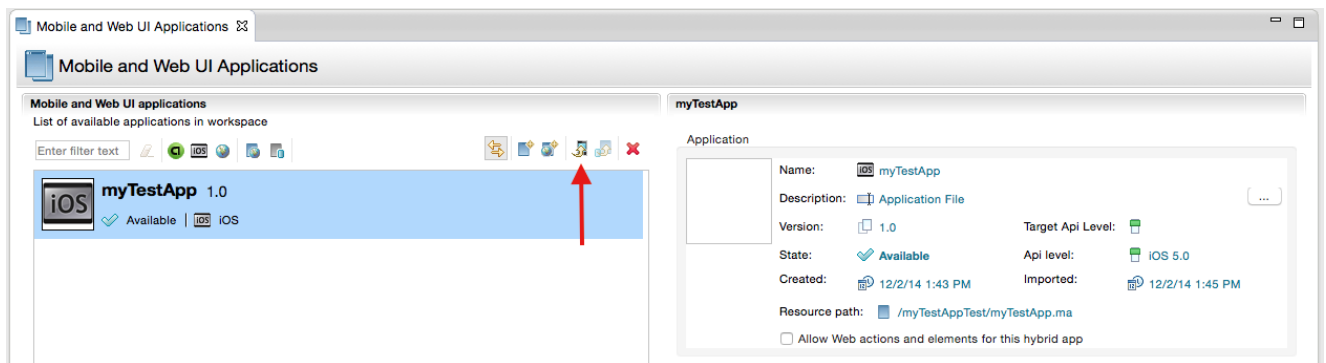 Mobile and Web UI Applications
Mobile and Web UI Applications
Mobile and Web UI applications
List of available applications in workspace
Enter filter text
iOS
iOS myTestApp 1.0
Available | iOS iOS
myTestApp
Application
Name: iOS myTestApp
Description: Application File ...
Version: 1.0 Target Api Level:
State: Available Api level: iOS 5.0
Created: 12/2/14 1:43 PM Imported: 12/2/14 1:45 PM
Resource path: /myTestAppTest/myTestApp.ma
Allow Web actions and elements for this hybrid app